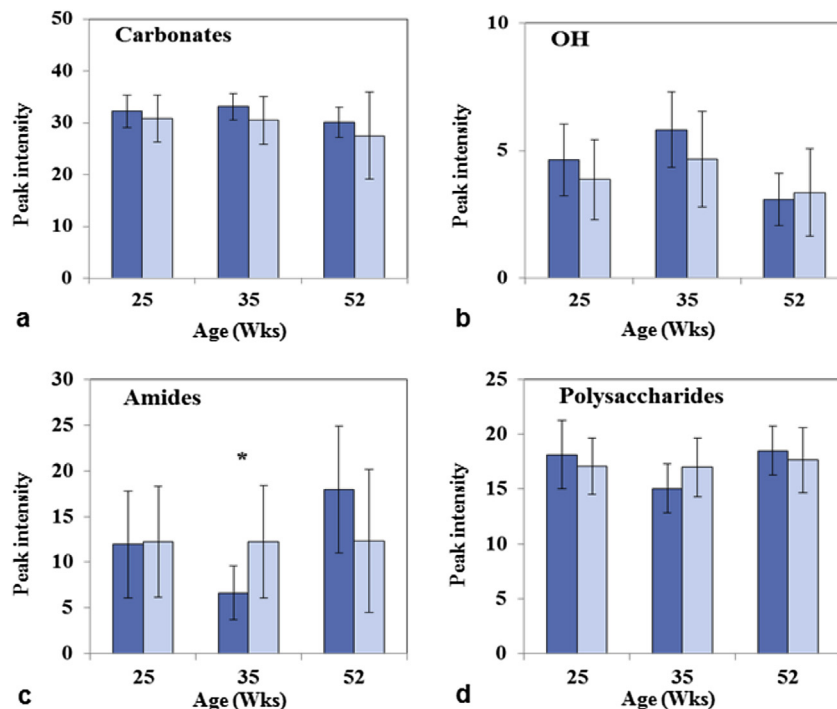 Carbonates
Peak intensity
50
40
30
20
10
0
25 35 52
Age (Wks)
a
OH
Peak intensity
10
5
0
25 35 52
Age (Wks)
b
Amides
*
Peak intensity
30
25
20
15
10
5
0
25 35 52
Age (Wks)
c
Polysaccharides
Peak intensity
25
20
15
10
5
0
25 35 52
Age (Wks)
d